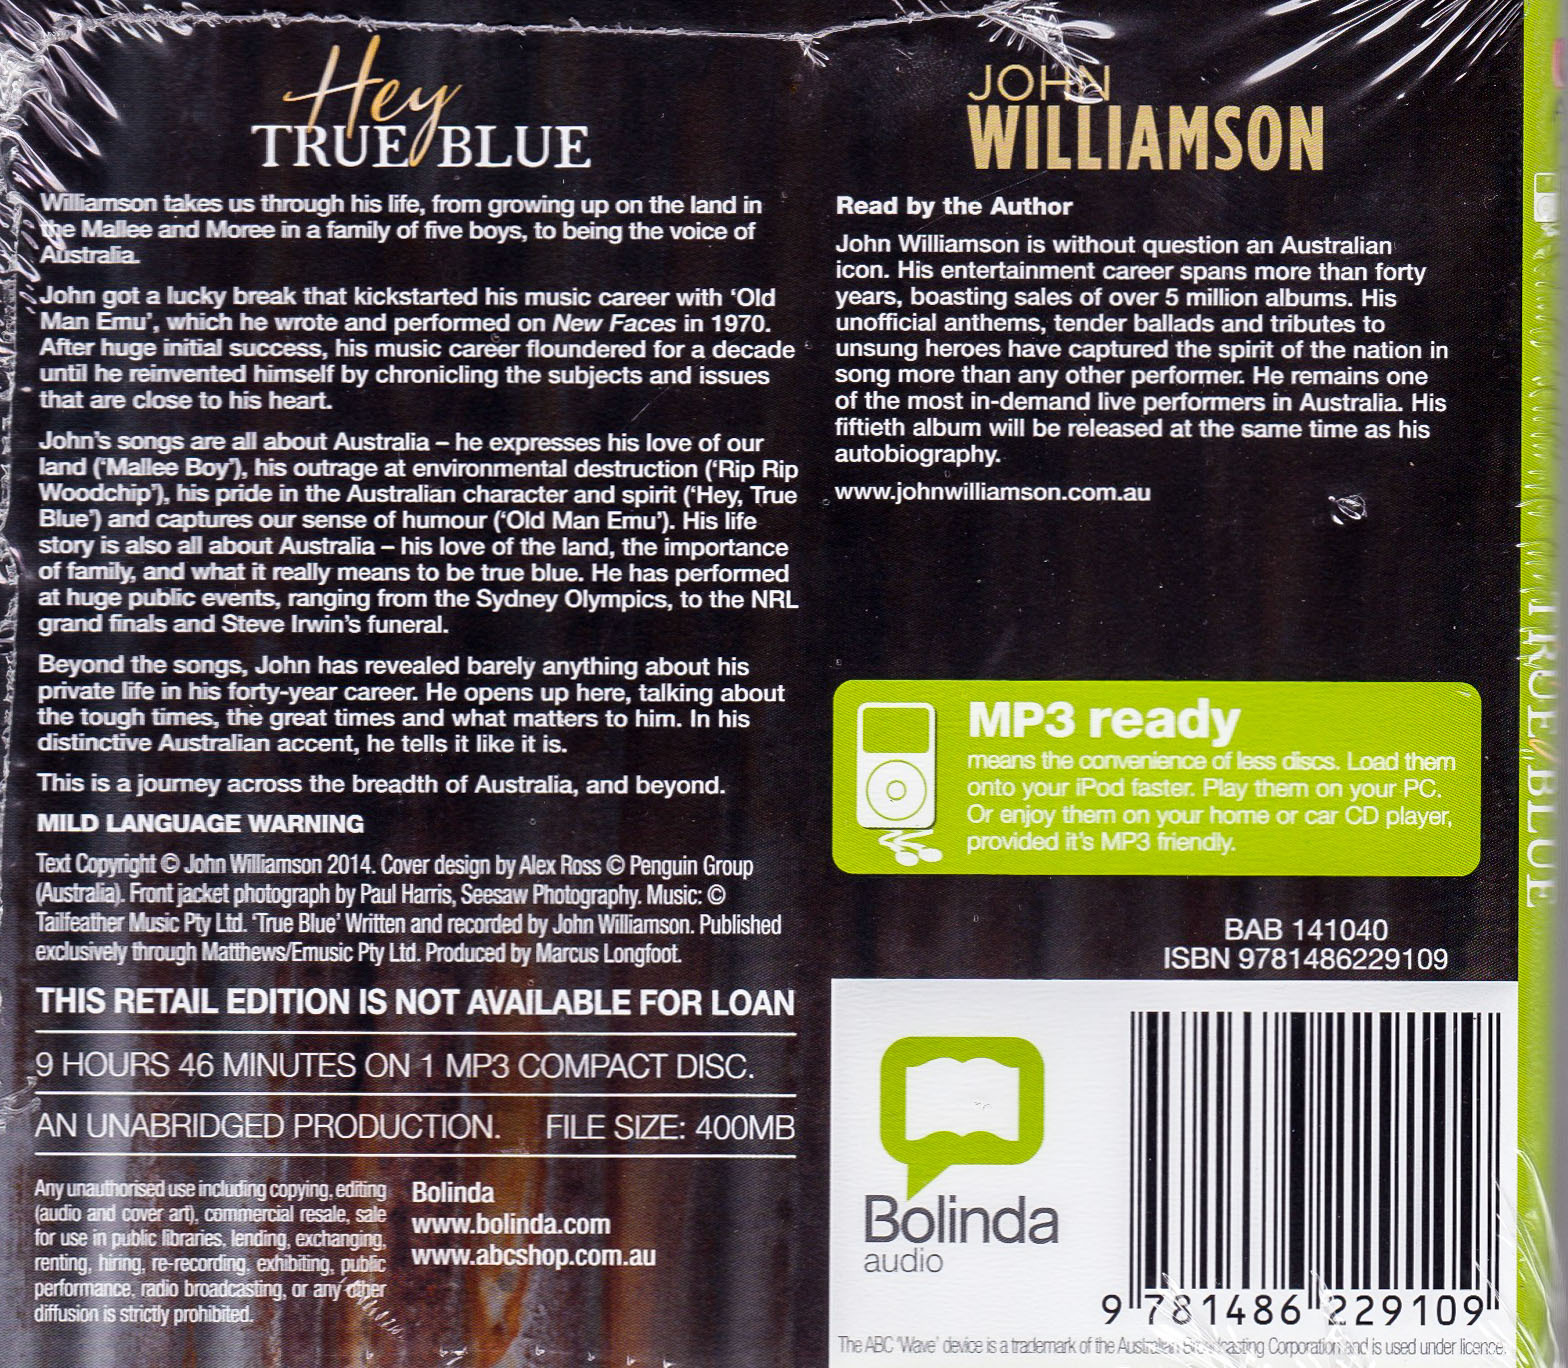 Hey
TRUE BLUE
Williamson takes us through his life, from growing up on the land in
the Mallee and Moree in a family of five boys, to being the voice of
Australia.
John got a lucky break that kickstarted his music career with ‘Old
Man Emu’, which he wrote and performed on New Faces in 1970.
After huge initial success, his music career floundered for a decade
until he reinvented himself by chronicling the subjects and issues
that are close to his heart.
John’s songs are all about Australia – he expresses his love of our
land (‘Mallee Boy’), his outrage at environmental destruction (‘Rip Rip
Woodchip’), his pride in the Australian character and spirit (‘Hey, True
Blue’) and captures our sense of humour (‘Old Man Emu’). His life
story is also all about Australia – his love of the land, the importance
of family, and what it really means to be true blue. He has performed
at huge public events, ranging from the Sydney Olympics, to the NRL
grand finals and Steve Irwin’s funeral.
Beyond the songs, John has revealed barely anything about his
private life in his forty-year career. He opens up here, talking about
the tough times, the great times and what matters to him. In his
distinctive Australian accent, he tells it like it is.
This is a journey across the breadth of Australia, and beyond.
MILD LANGUAGE WARNING
Text Copyright © John Williamson 2014. Cover design by Alex Ross © Penguin Group
(Australia). Front jacket photograph by Paul Harris, Seesaw Photography. Music: ©
Tailfeather Music Pty Ltd. ‘True Blue’ Written and recorded by John Williamson. Published
exclusively through Matthews/Emusic Pty Ltd. Produced by Marcus Longfoot.
THIS RETAIL EDITION IS NOT AVAILABLE FOR LOAN
9 HOURS 46 MINUTES ON 1 MP3 COMPACT DISC.
AN UNABRIDGED PRODUCTION. FILE SIZE: 400MB
Any unauthorised use including copying, editing
(audio and cover art), commercial resale, sale
for use in public libraries, lending, exchanging,
renting, hiring, re-recording, exhibiting, public
performance, radio broadcasting, or any other
diffusion is strictly prohibited.
Bolinda
www.bolinda.com
www.abcshop.com.au
JOHN
WILLIAMSON
Read by the Author
John Williamson is without question an Australian
icon. His entertainment career spans more than forty
years, boasting sales of over 5 million albums. His
unofficial anthems, tender ballads and tributes to
unsung heroes have captured the spirit of the nation in
song more than any other performer. He remains one
of the most in-demand live performers in Australia. His
fiftieth album will be released at the same time as his
autobiography.
www.johnwilliamson.com.au
MP3 ready
means the convenience of less discs. Load them
onto your iPod faster. Play them on your PC.
Or enjoy them on your home or car CD player,
provided it’s MP3 friendly.
BAB 141040
ISBN 9781486229109
Bolinda
audio
9 781486 229109
The ABC ‘Wave’ device is a trademark of the Australian Broadcasting Corporation and is used under licence.
TRUE BLUE